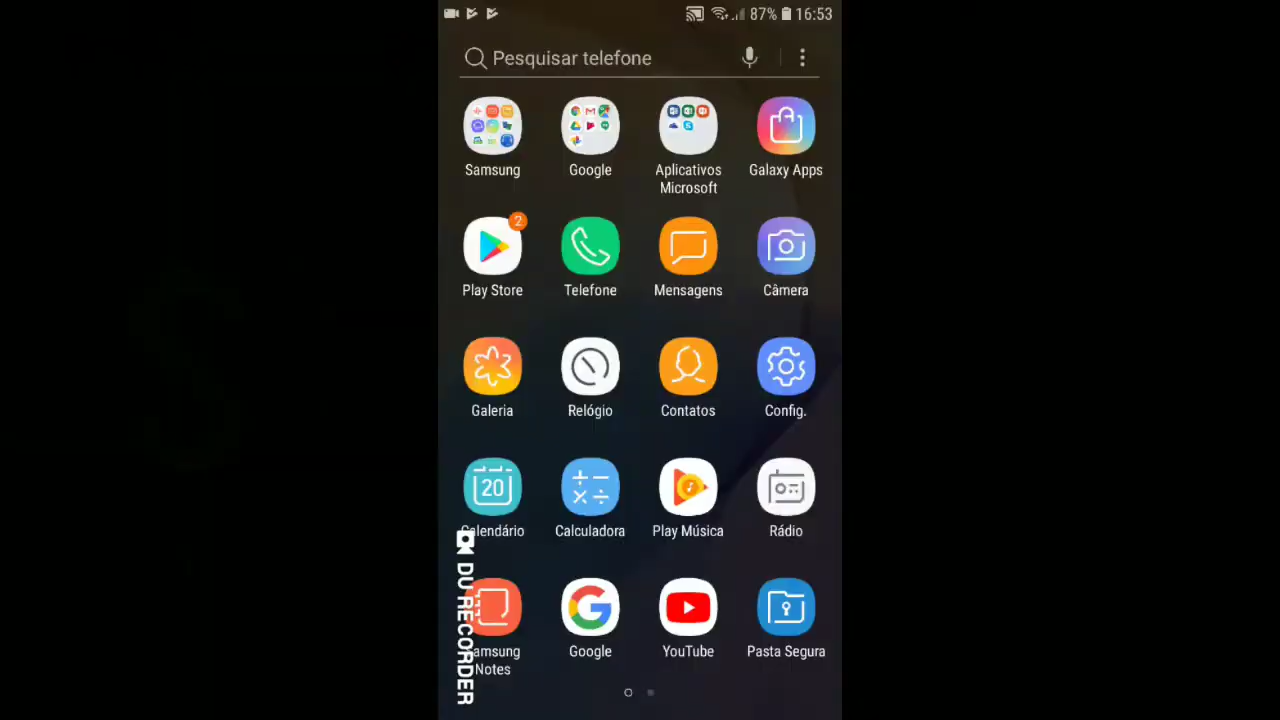 87% 16:53
Pesquisar telefone
Samsung
Google
Aplicativos
Microsoft
Galaxy Apps
2
Play Store
Telefone
Mensagens
Câmera
Galeria
Relógio
Contatos
Config.
20
Calendário
Calculadora
Play Música
Rádio
Samsung
Notes
Google
YouTube
Pasta Segura
DU RECORDER